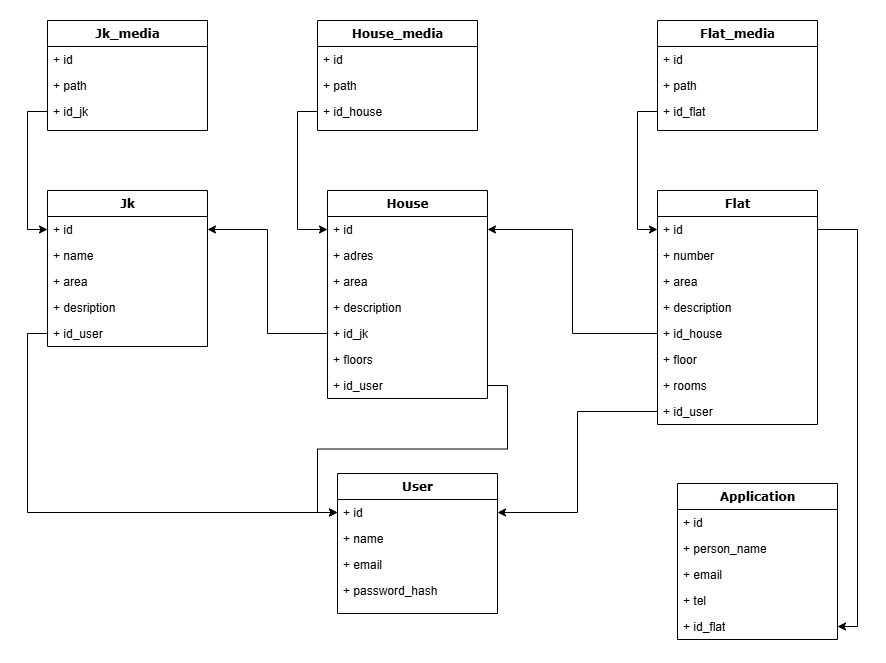 Jk_media
+ id
+ path
+ id_jk
House_media
+ id
+ path
+ id_house
Flat_media
+ id
+ path
+ id_flat
Jk
+ id
+ name
+ area
+ desription
+ id_user
House
+ id
+ adres
+ area
+ description
+ id_jk
+ floors
+ id_user
Flat
+ id
+ number
+ area
+ description
+ id_house
+ floor
+ rooms
+ id_user
User
+ id
+ name
+ email
+ password_hash
Application
+ id
+ person_name
+ email
+ tel
+ id_flat